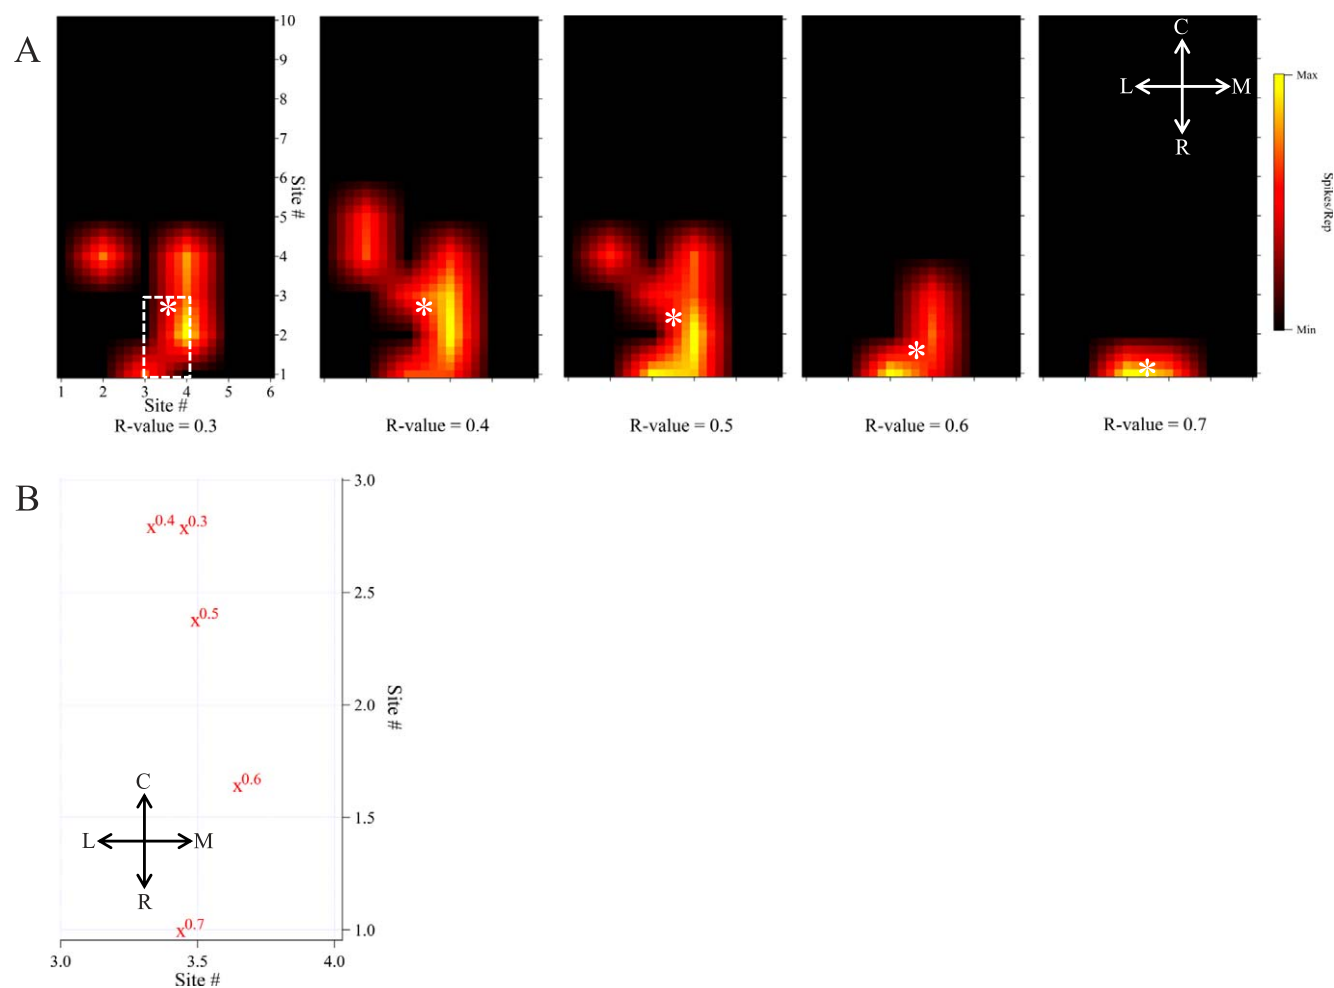 A
10
9
8
7
6
5
4
3
2
1
Site #
1 2 3 4 5 6
Site #
*
*
*
*
*
C
L M
R
Max
Min
Spikes/Rep
R-value = 0.3
R-value = 0.4
R-value = 0.5
R-value = 0.6
R-value = 0.7
B
3.0
2.5
2.0
1.5
1.0
Site #
x0.4 x0.3
x0.5
x0.6
x0.7
C
L M
R
3.0 3.5 4.0
Site #